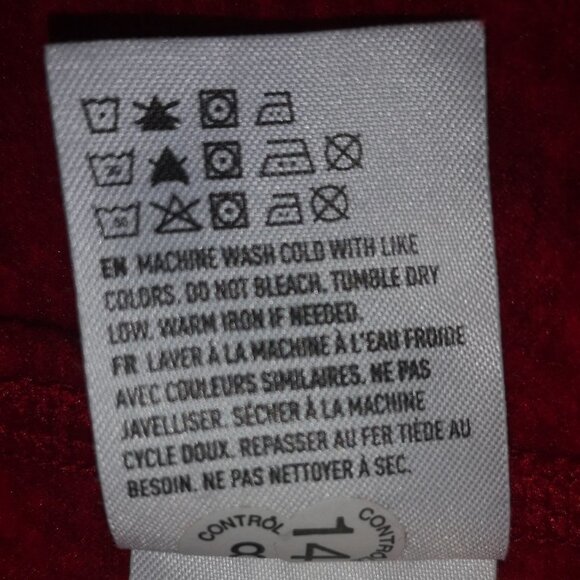 EN MACHINE WASH COLD WITH LIKE
COLORS. DO NOT BLEACH. TUMBLE DRY
LOW. WARM IRON IF NEEDED.
FR LAVER À LA MACHINE À L'EAU FROIDE
AVEC COULEURS SIMILAIRES. NE PAS
JAVELLISER. SÉCHER À LA MACHINE
CYCLE DOUX. REPASSER AU FER TIÈDE AU
BESOIN. NE PAS NETTOYER À SEC.
CONTRÔL
CONTRÔL
14